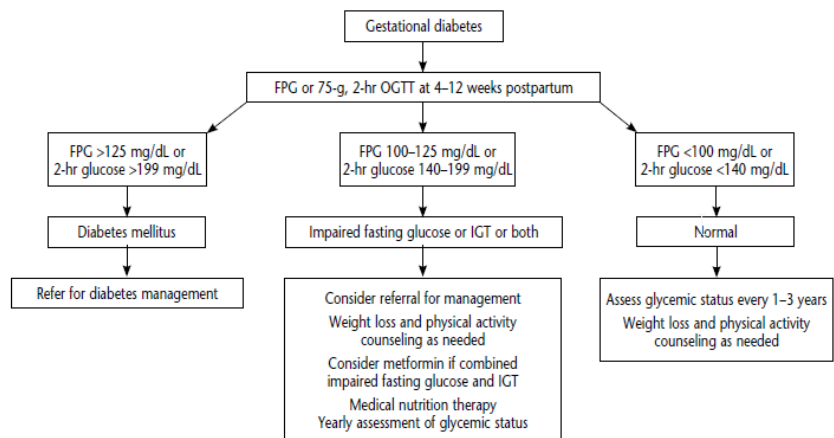 Gestational diabetes
FPG or 75-g, 2-hr OGTT at 4–12 weeks postpartum
FPG >125 mg/dL or
2-hr glucose >199 mg/dL
FPG 100–125 mg/dL or
2-hr glucose 140–199 mg/dL
FPG <100 mg/dL or
2-hr glucose <140 mg/dL
Diabetes mellitus
Impaired fasting glucose or IGT or both
Normal
Refer for diabetes management
Consider referral for management
Weight loss and physical activity
counseling as needed
Consider metformin if combined
impaired fasting glucose and IGT
Medical nutrition therapy
Yearly assessment of glycemic status
Assess glycemic status every 1–3 years
Weight loss and physical activity
counseling as needed